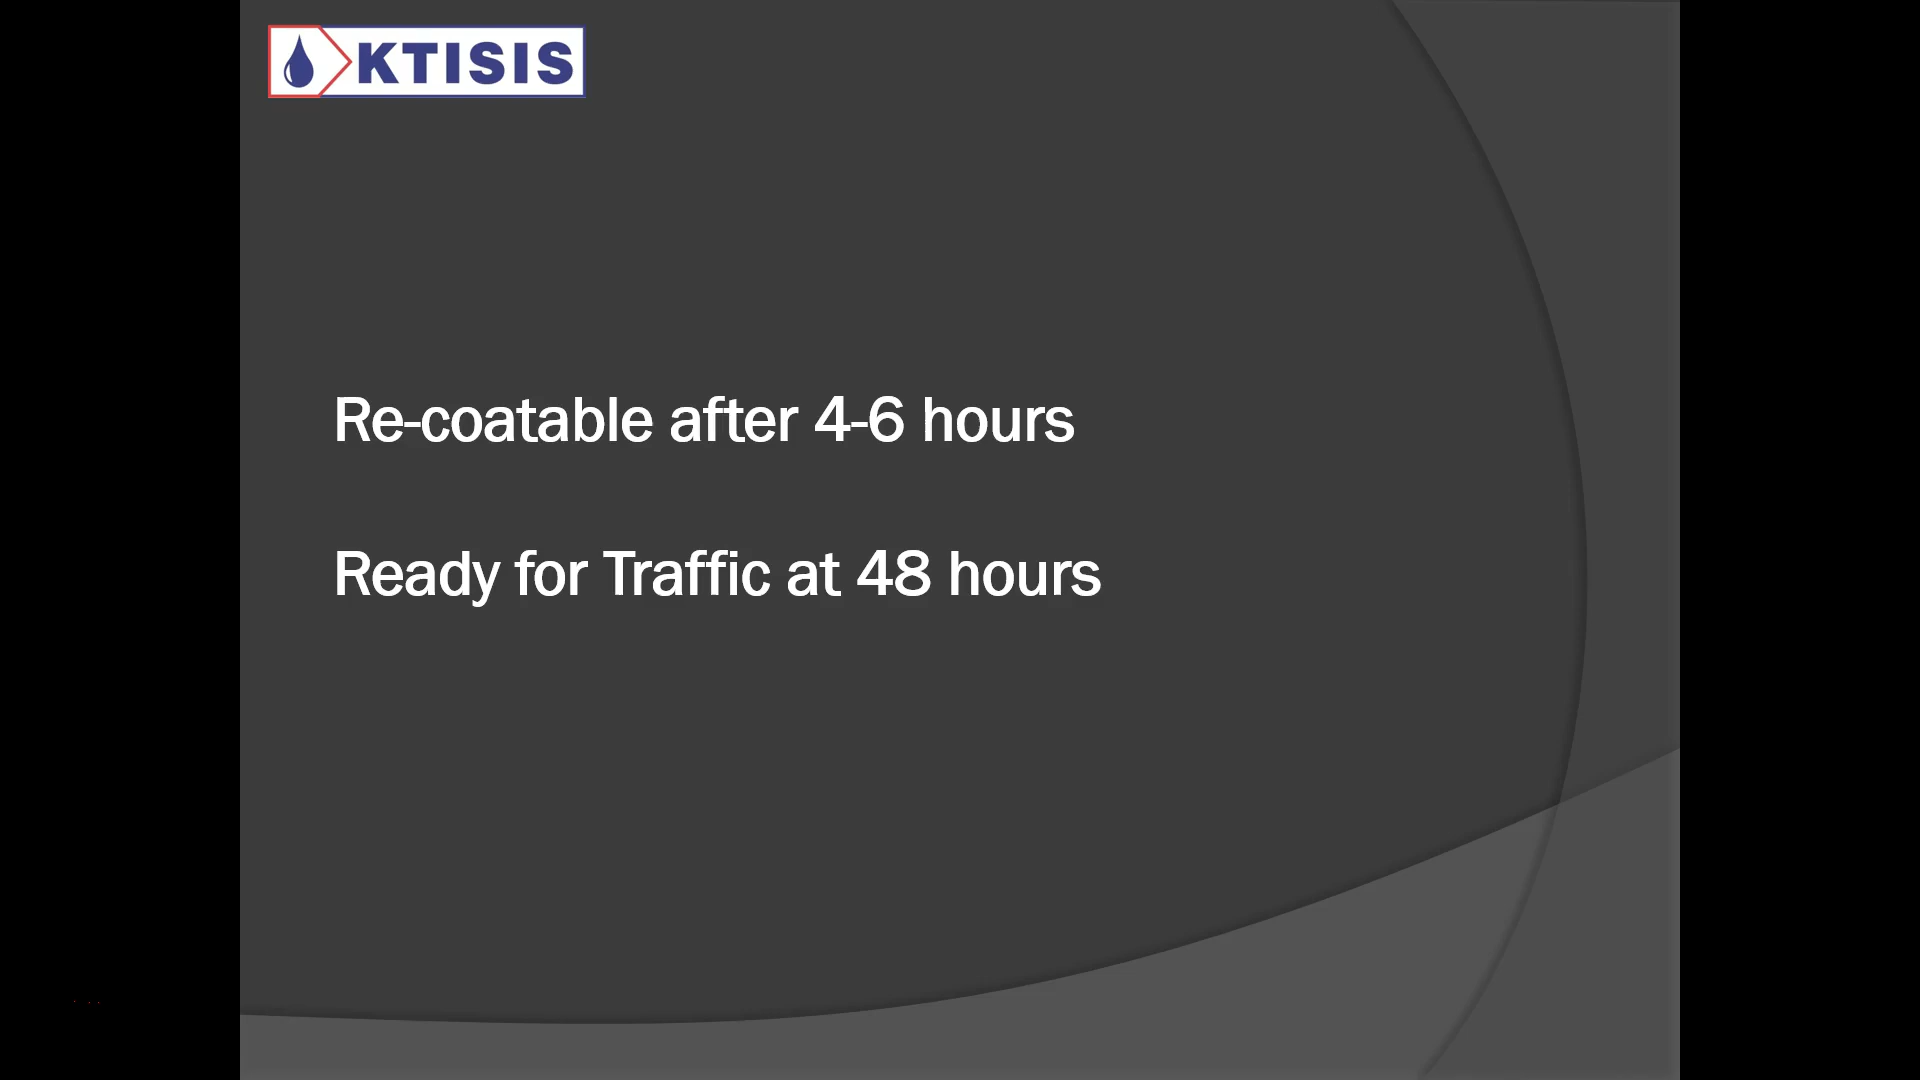 KTISIS
Re-coatable after 4-6 hours
Ready for Traffic at 48 hours